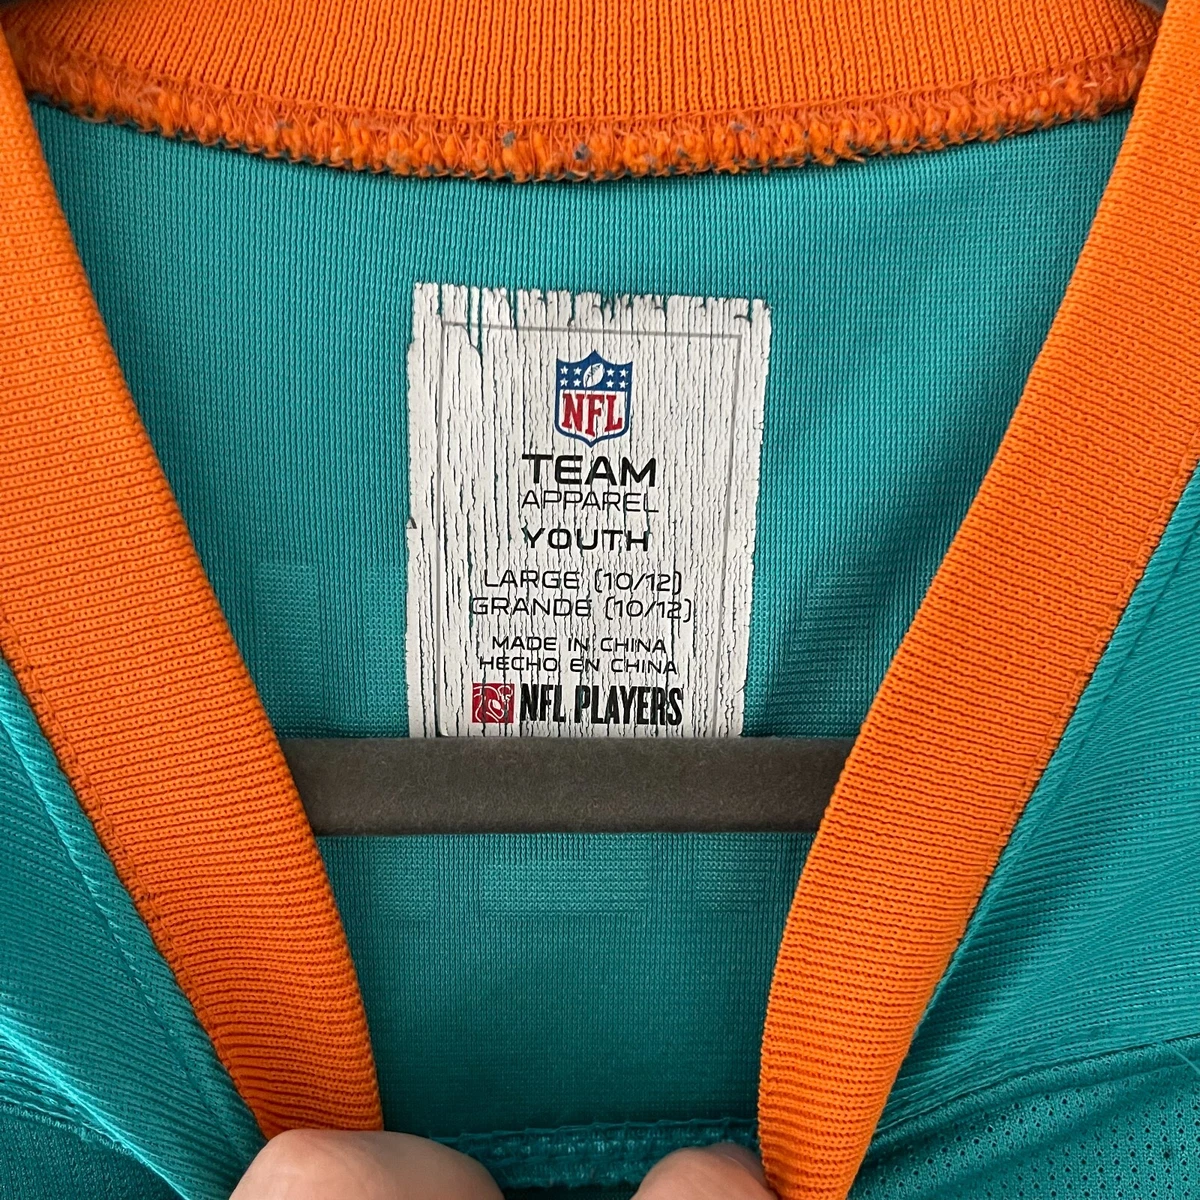 NFL
TEAM
APPAREL
YOUTH
LARGE (10/12)
GRANDE (10/12)
MADE IN CHINA
HECHO EN CHINA
NFL PLAYERS